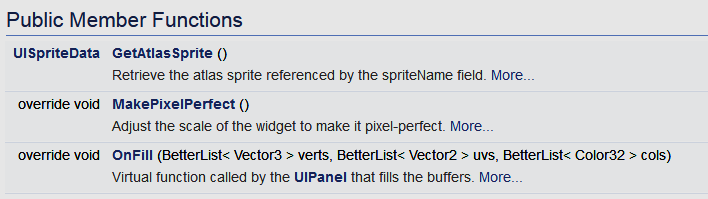 Public Member Functions
UISpriteData GetAtlasSprite ()
Retrieve the atlas sprite referenced by the spriteName field. More...
override void MakePixelPerfect ()
Adjust the scale of the widget to make it pixel-perfect. More...
override void OnFill (BetterList< Vector3 > verts, BetterList< Vector2 > uvs, BetterList< Color32 > cols)
Virtual function called by the UIPanel that fills the buffers. More...